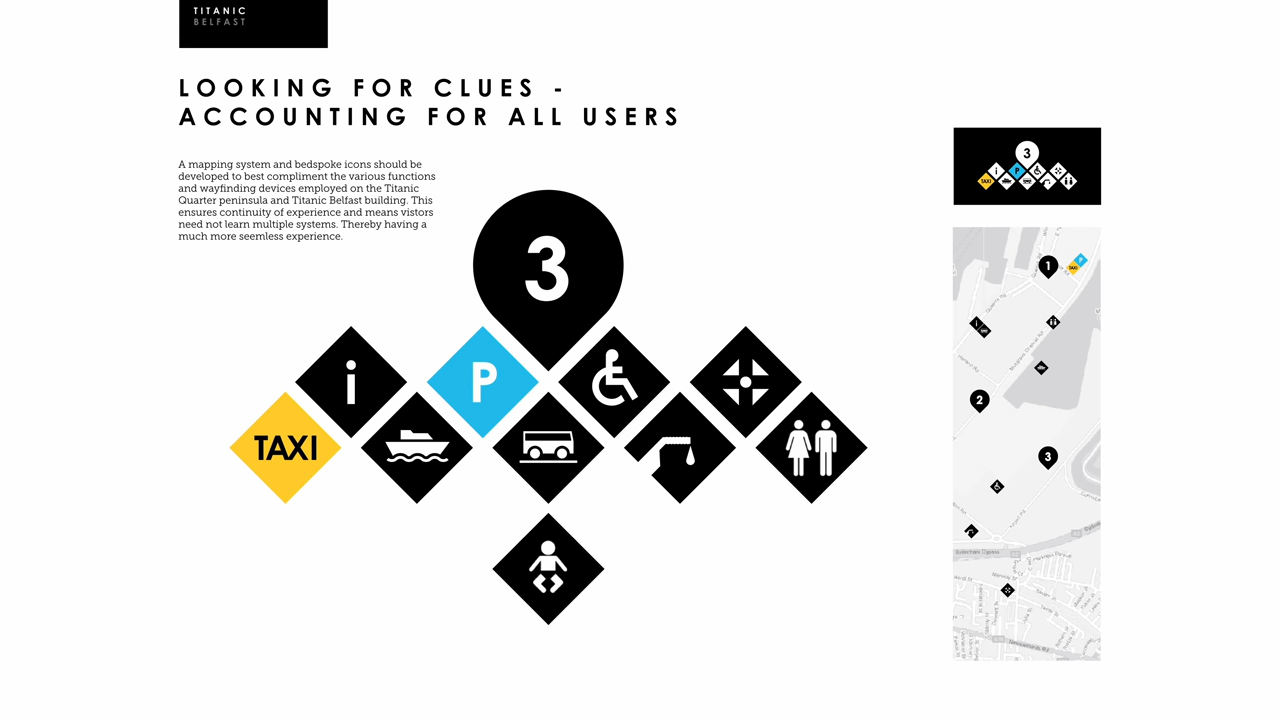 TITANIC
BELFAST
LOOKING FOR CLUES -
ACCOUNTING FOR ALL USERS
A mapping system and bedspoke icons should be
developed to best compliment the various functions
and wayfinding devices employed on the Titanic
Quarter peninsula and Titanic Belfast building. This
ensures continuity of experience and means vistors
need not learn multiple systems. Thereby having a
much more seemless experience.
3
i
P
TAXI
3
i
P
TAXI
1
P
TAXI
i
2
3